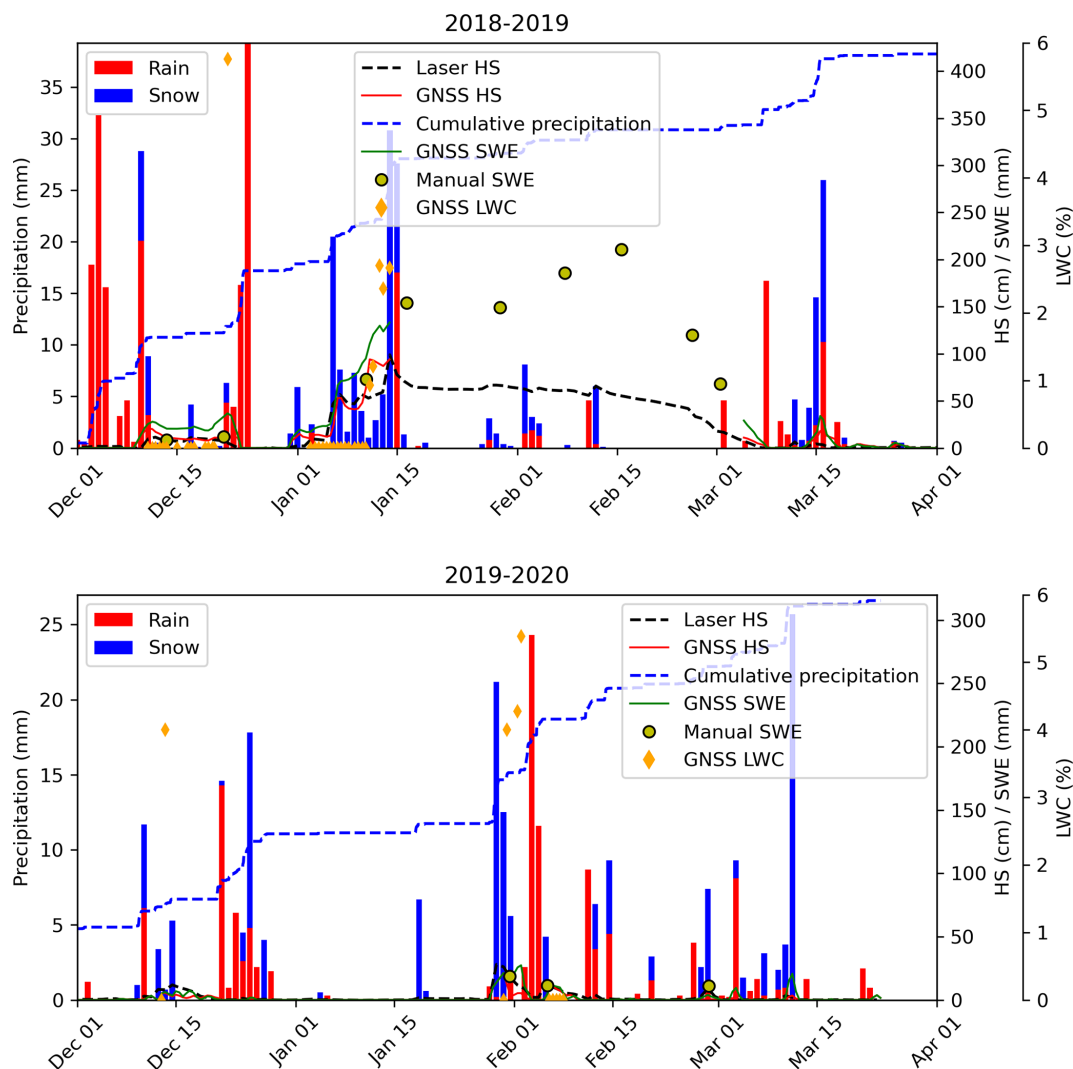 2018-2019
Rain
Snow
Laser HS
GNSS HS
Cumulative precipitation
GNSS SWE
Manual SWE
GNSS LWC
Precipitation (mm)
35
30
25
20
15
10
5
0
HS (cm) / SWE (mm)
400
350
300
250
200
150
100
50
0
LWC (%)
6
5
4
3
2
1
0
Dec 01
Dec 15
Jan 01
Jan 15
Feb 01
Feb 15
Mar 01
Mar 15
Apr 01
2019-2020
Rain
Snow
Laser HS
GNSS HS
Cumulative precipitation
GNSS SWE
Manual SWE
GNSS LWC
Precipitation (mm)
25
20
15
10
5
0
HS (cm) / SWE (mm)
300
250
200
150
100
50
0
LWC (%)
6
5
4
3
2
1
0
Dec 01
Dec 15
Jan 01
Jan 15
Feb 01
Feb 15
Mar 01
Mar 15
Apr 01